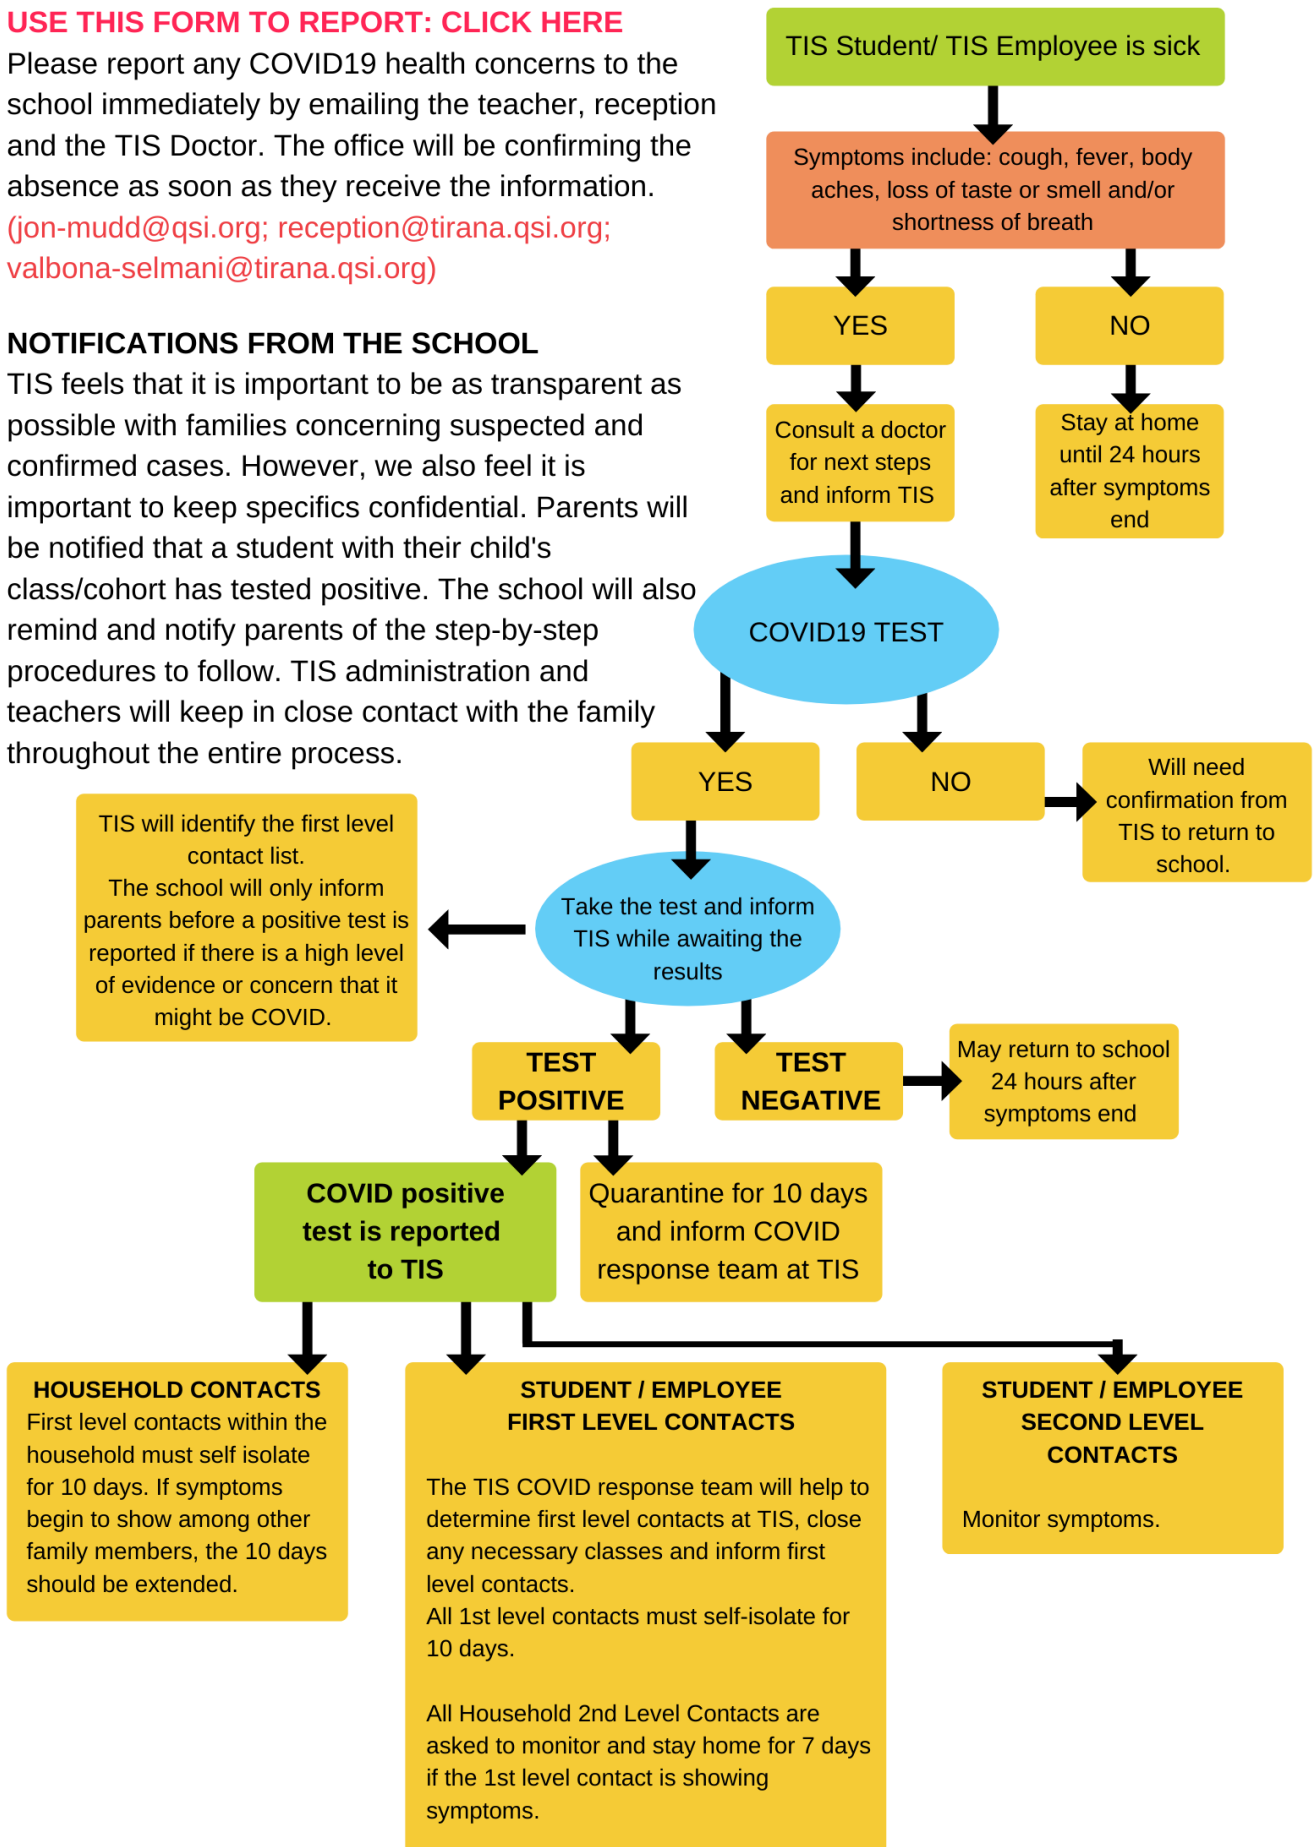 USE THIS FORM TO REPORT: CLICK HERE
Please report any COVID19 health concerns to the
school immediately by emailing the teacher, reception
and the TIS Doctor. The office will be confirming the
absence as soon as they receive the information.
(jon-mudd@qsi.org; reception@tirana.qsi.org;
valbona-selmani@tirana.qsi.org)
NOTIFICATIONS FROM THE SCHOOL
TIS feels that it is important to be as transparent as
possible with families concerning suspected and
confirmed cases. However, we also feel it is
important to keep specifics confidential. Parents will
be notified that a student with their child's
class/cohort has tested positive. The school will also
remind and notify parents of the step-by-step
procedures to follow. TIS administration and
teachers will keep in close contact with the family
throughout the entire process.
TIS Student/ TIS Employee is sick
Symptoms include: cough, fever, body
aches, loss of taste or smell and/or
shortness of breath
YES
NO
Consult a doctor
for next steps
and inform TIS
Stay at home
until 24 hours
after symptoms
end
COVID19 TEST
YES
NO
Will need
confirmation from
TIS to return to
school.
Take the test and inform
TIS while awaiting the
results
TIS will identify the first level
contact list.
The school will only inform
parents before a positive test is
reported if there is a high level
of evidence or concern that it
might be COVID.
TEST
POSITIVE
TEST
NEGATIVE
May return to school
24 hours after
symptoms end
COVID positive
test is reported
to TIS
Quarantine for 10 days
and inform COVID
response team at TIS
HOUSEHOLD CONTACTS
First level contacts within the
household must self isolate
for 10 days. If symptoms
begin to show among other
family members, the 10 days
should be extended.
STUDENT / EMPLOYEE
FIRST LEVEL CONTACTS
The TIS COVID response team will help to
determine first level contacts at TIS, close
any necessary classes and inform first
level contacts.
All 1st level contacts must self-isolate for
10 days.
All Household 2nd Level Contacts are
asked to monitor and stay home for 7 days
if the 1st level contact is showing
symptoms.
STUDENT / EMPLOYEE
SECOND LEVEL
CONTACTS
Monitor symptoms.